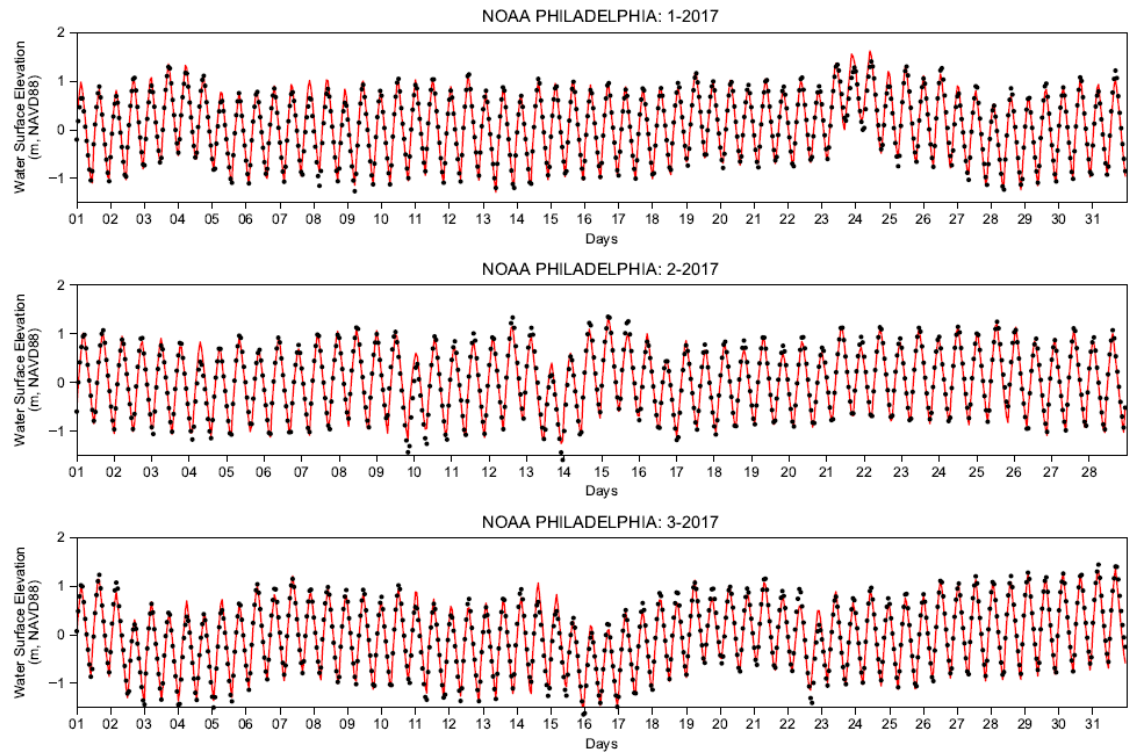 NOAA PHILADELPHIA: 1-2017
Water Surface Elevation
(m, NAVD88)
2
1
0
−1
01 02 03 04 05 06 07 08 09 10 11 12 13 14 15 16 17 18 19 20 21 22 23 24 25 26 27 28 29 30 31
Days
NOAA PHILADELPHIA: 2-2017
Water Surface Elevation
(m, NAVD88)
2
1
0
−1
01 02 03 04 05 06 07 08 09 10 11 12 13 14 15 16 17 18 19 20 21 22 23 24 25 26 27 28
Days
NOAA PHILADELPHIA: 3-2017
Water Surface Elevation
(m, NAVD88)
2
1
0
−1
01 02 03 04 05 06 07 08 09 10 11 12 13 14 15 16 17 18 19 20 21 22 23 24 25 26 27 28 29 30 31
Days